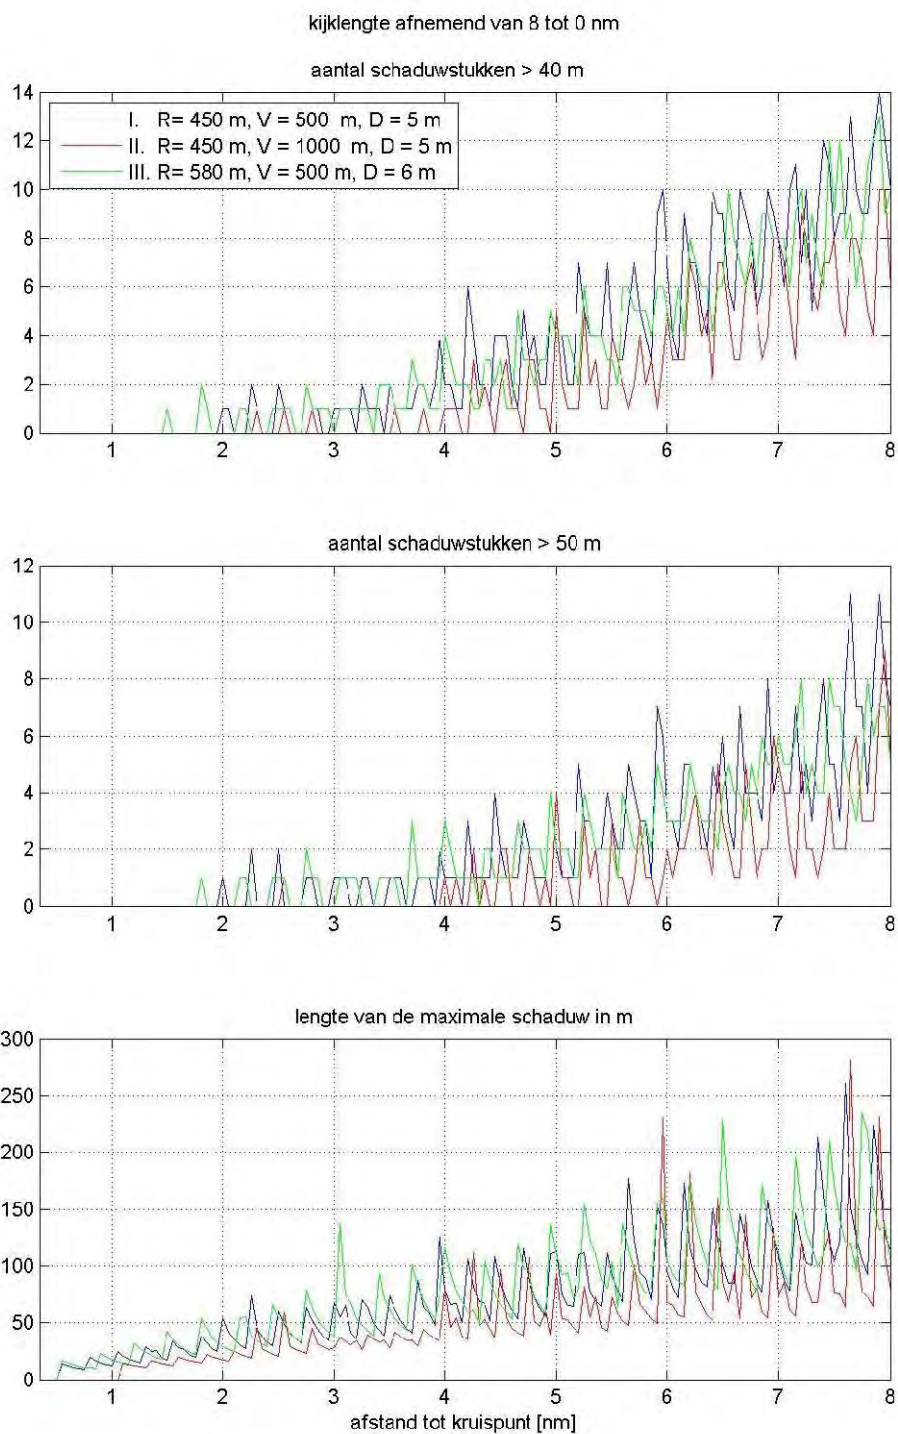 kijklengte afnemend van 8 tot 0 nm
aantal schaduwstukken > 40 m
14
12
10
8
6
4
2
0
I. R= 450 m, V = 500 m, D = 5 m
II. R= 450 m, V = 1000 m, D = 5 m
III. R= 580 m, V = 500 m, D = 6 m
1 2 3 4 5 6 7 8
aantal schaduwstukken > 50 m
12
10
8
6
4
2
0
1 2 3 4 5 6 7 8
lengte van de maximale schaduw in m
300
250
200
150
100
50
0
1 2 3 4 5 6 7 8
afstand tot kruispunt [nm]